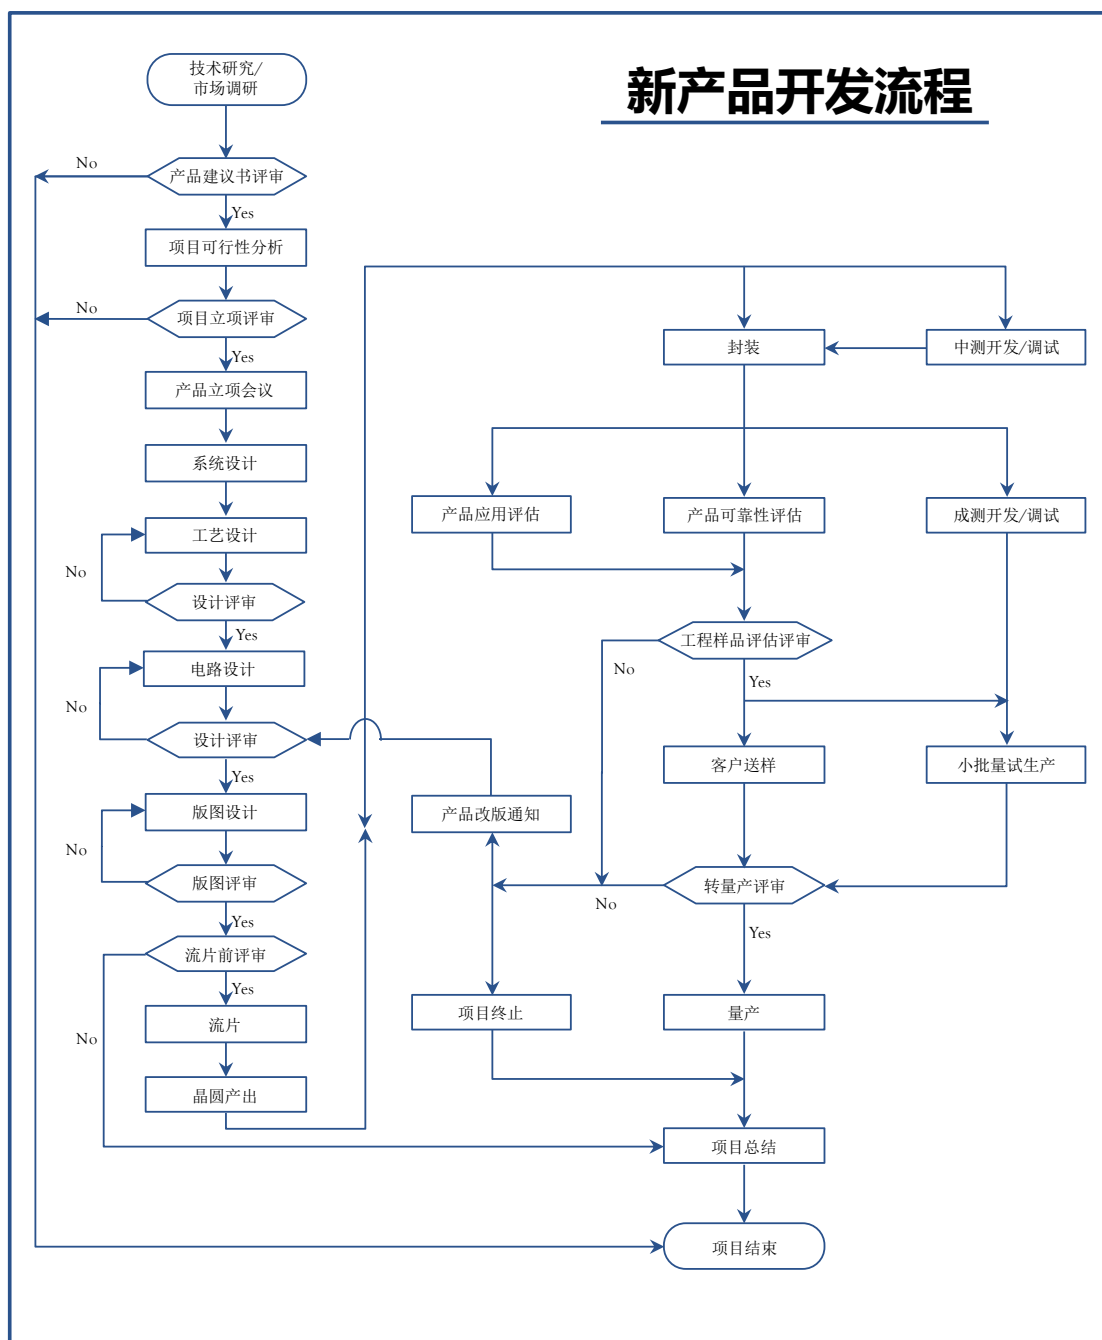 新产品开发流程
技术研究/
市场调研
No
产品建议书评审
Yes
项目可行性分析
No
项目立项评审
Yes
产品立项会议
系统设计
工艺设计
No
设计评审
Yes
电路设计
No
设计评审
Yes
版图设计
No
版图评审
Yes
流片前评审
Yes
No
流片
晶圆产出
封装
中测开发/调试
产品应用评估
产品可靠性评估
成测开发/调试
工程样品评估评审
No
Yes
客户送样
小批量试生产
产品改版通知
转量产评审
No
Yes
项目终止
量产
项目总结
项目结束